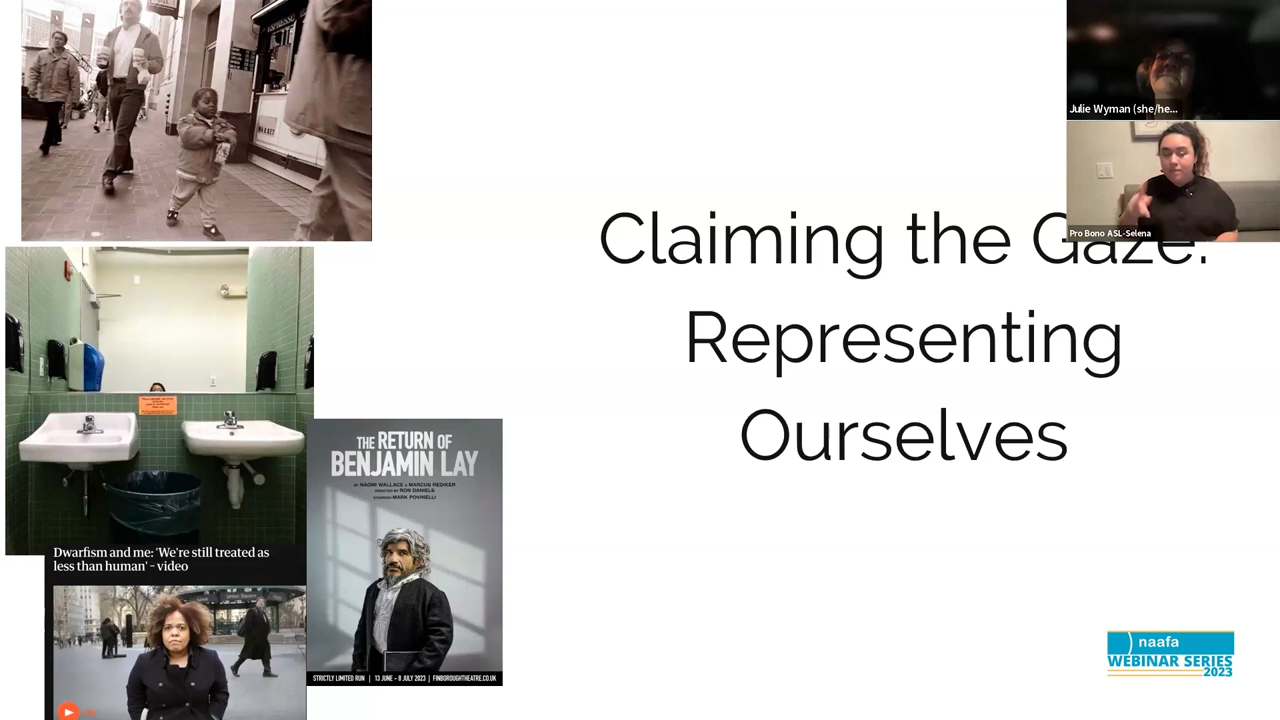 Claiming the Gaze:
Representing
Ourselves
Julie Wyman (she/he...
Pro Bono ASL-Selena
THE RETURN OF
BENJAMIN LAY
BY NAOMI WALLACE & MARCUS REDIKER
DIRECTED BY RON DANIELS
STARRING MARK POVINELLI
STRICTLY LIMITED RUN | 13 JUNE – 8 JULY 2023 | FINBOROUGHTHEATRE.CO.UK
Dwarfism and me: 'We're still treated as
less than human' – video
naafa
WEBINAR SERIES
2023